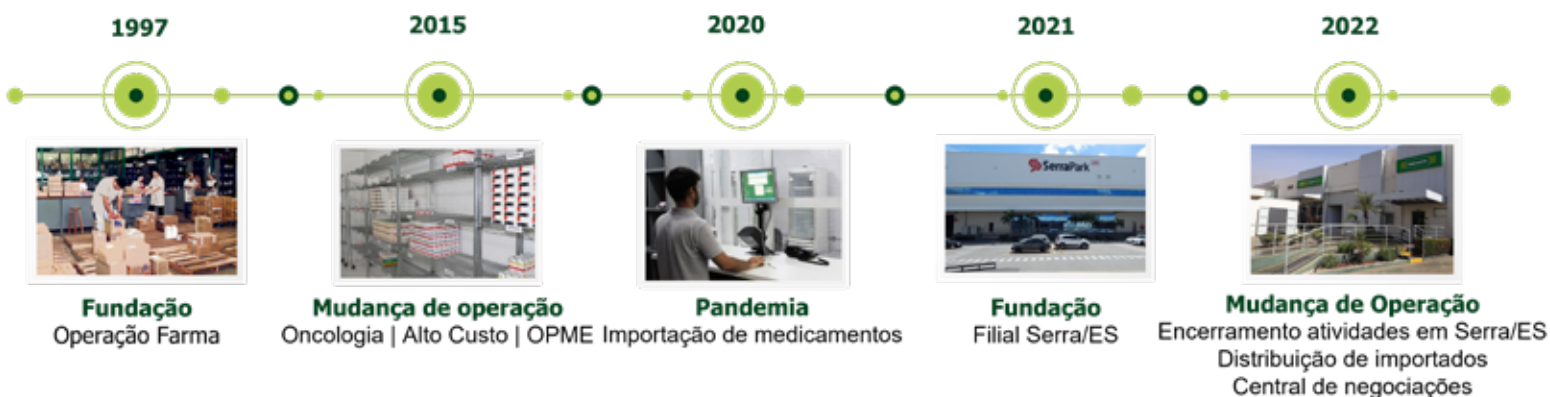 1997
2015
2020
2021
2022
SerraPark
Fundação
Operação Farma
Mudança de operação
Oncologia | Alto Custo | OPME
Pandemia
Importação de medicamentos
Fundação
Filial Serra/ES
Mudança de Operação
Encerramento atividades em Serra/ES
Distribuição de importados
Central de negociações